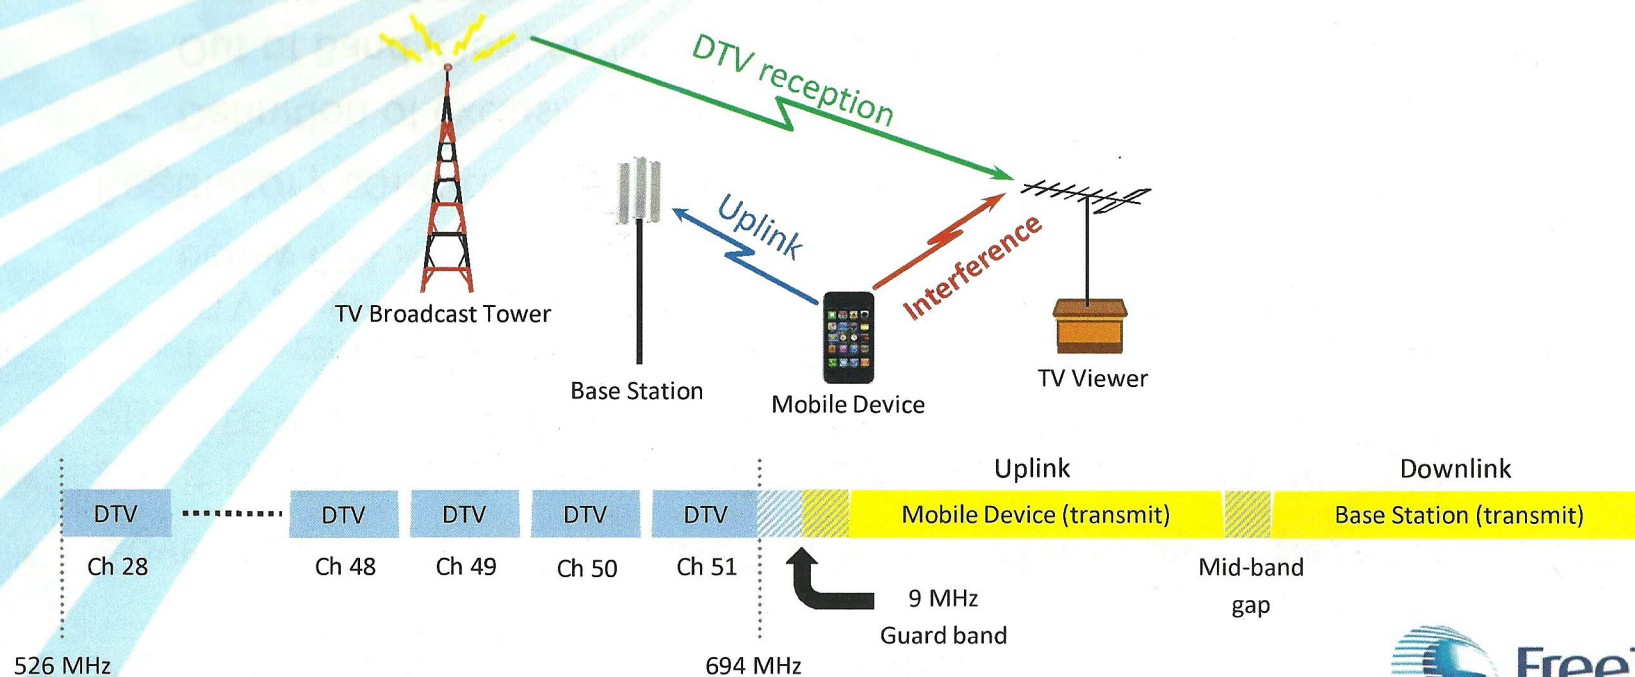 DTV reception
Uplink
Interference
TV Broadcast Tower
Base Station
Mobile Device
TV Viewer
Uplink
Downlink
DTV
DTV
DTV
DTV
DTV
Mobile Device (transmit)
Base Station (transmit)
Ch 28
Ch 48
Ch 49
Ch 50
Ch 51
Mid-band
gap
9 MHz
Guard band
526 MHz
694 MHz
Free